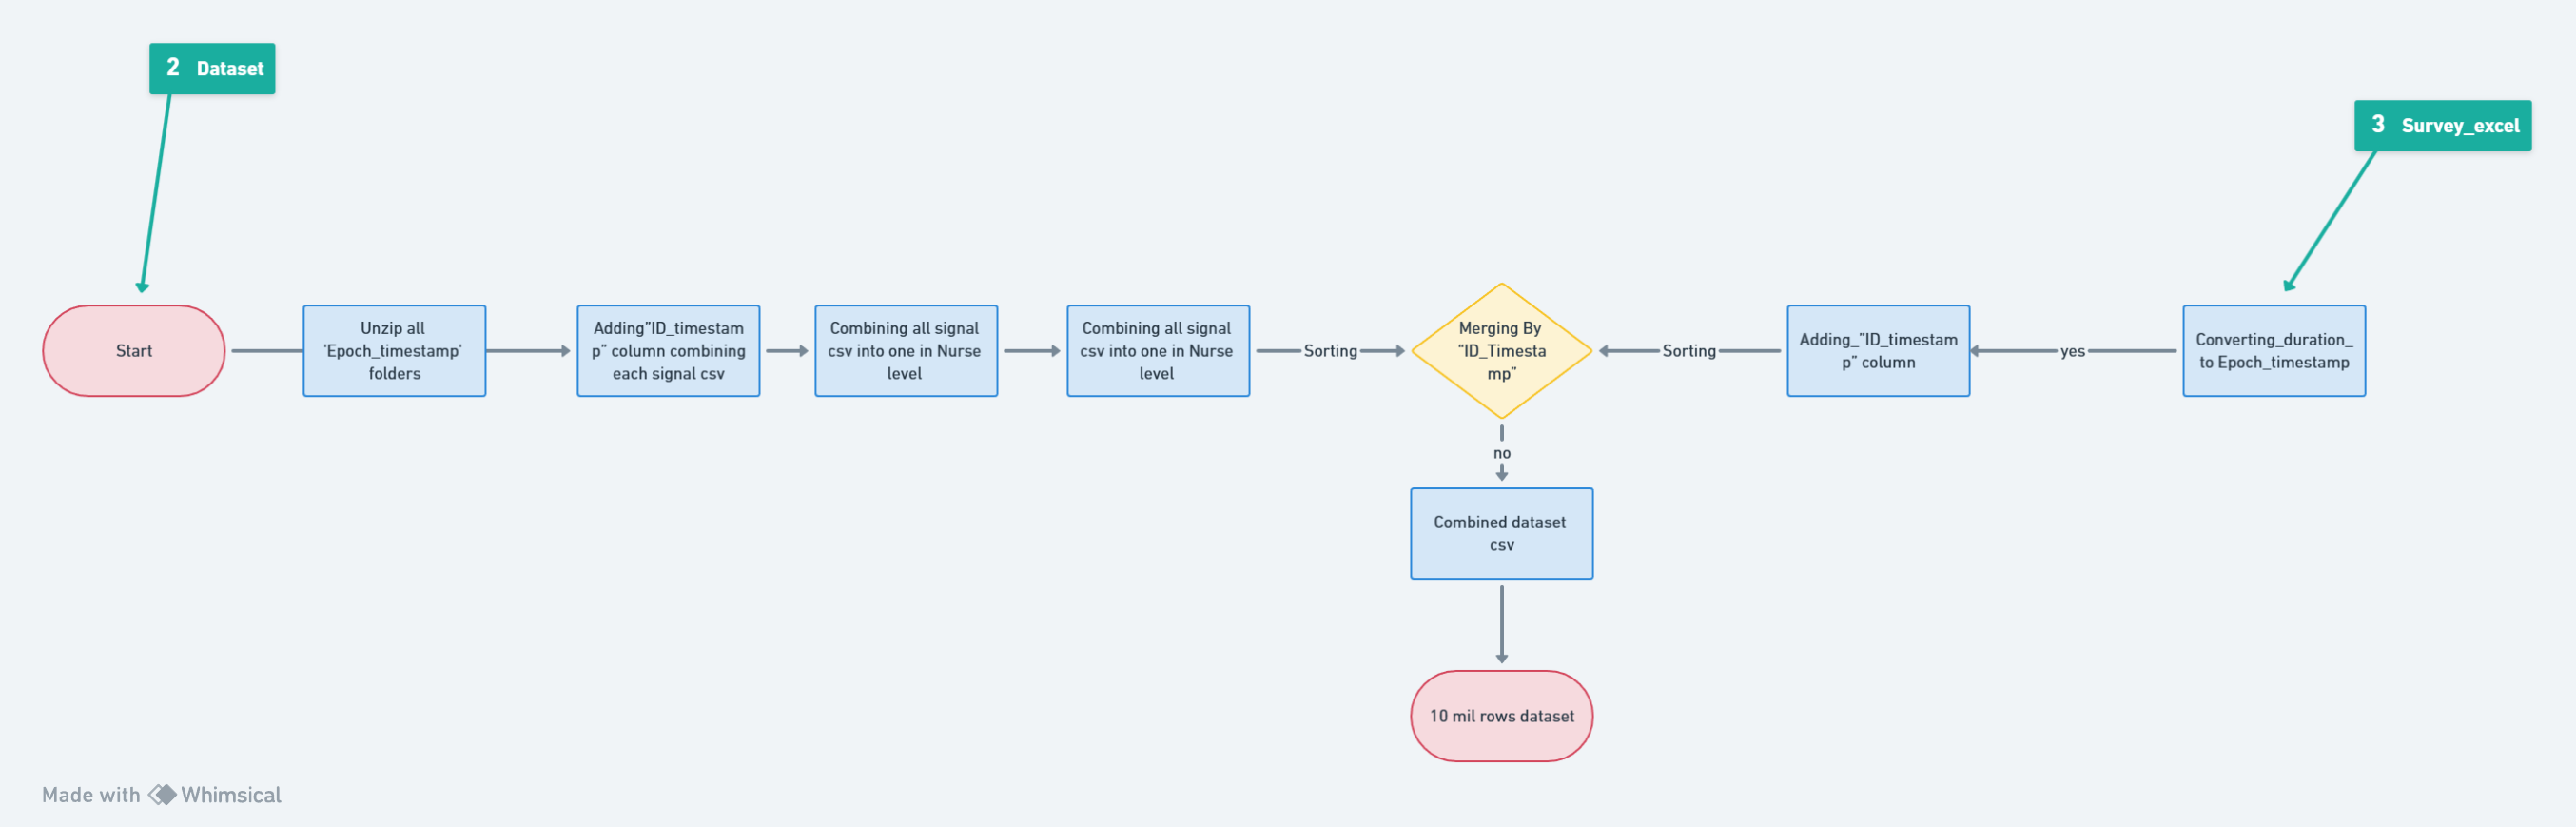 2 Dataset
3 Survey_excel
Start
Unzip all
'Epoch_timestamp'
folders
Adding"ID_timestam
p" column combining
each signal csv
Combining all signal
csv into one in Nurse
level
Combining all signal
csv into one in Nurse
level
Sorting
Merging By
“ID_Timesta
mp”
Sorting
Adding_"ID_timestam
p" column
yes
Converting_duration_
to Epoch_timestamp
no
Combined dataset
csv
10 mil rows dataset
Made with Whimsical